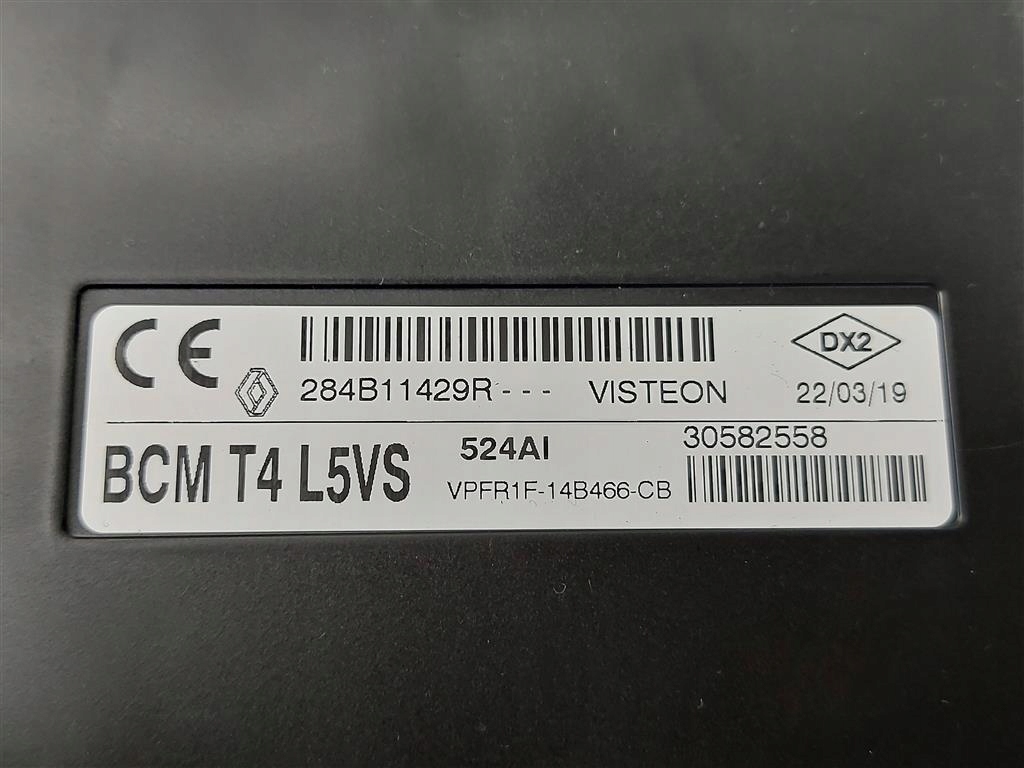 CE
DX2
284B11429R--- VISTEON 22/03/19
BCM T4 L5VS 524AI 30582558
VPFR1F-14B466-CB